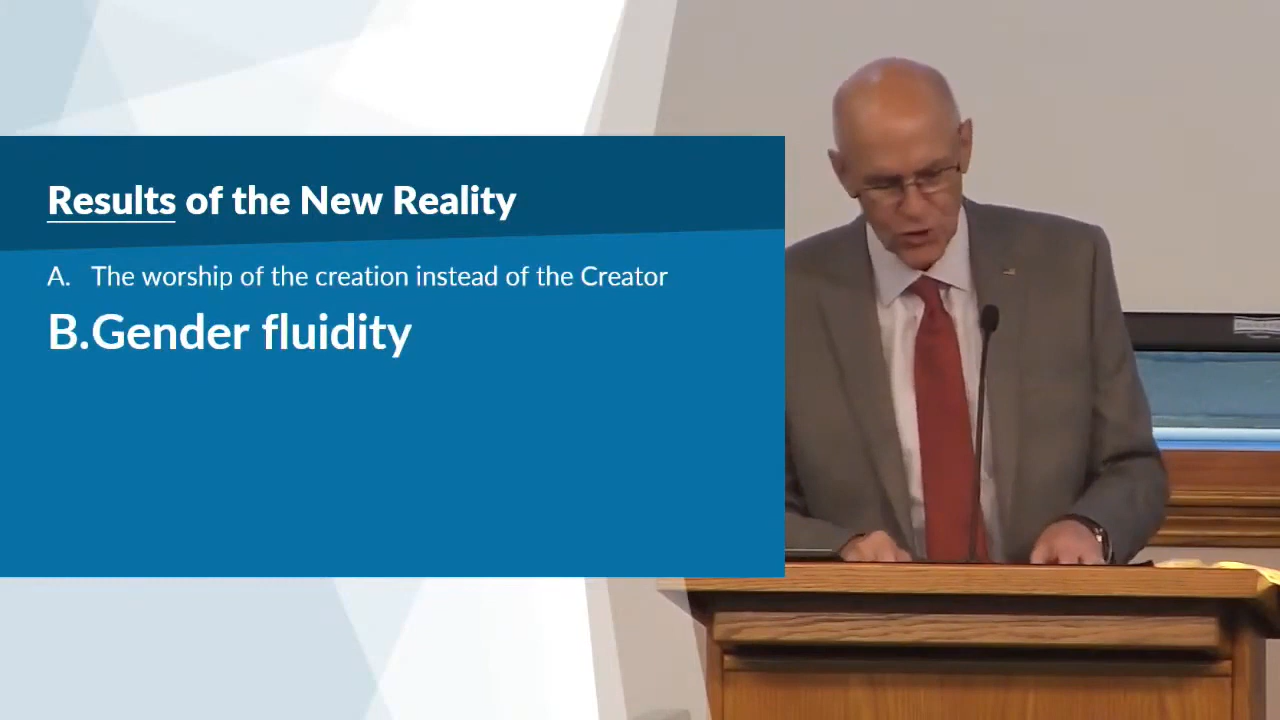 Results of the New Reality
A. The worship of the creation instead of the Creator
B.Gender fluidity